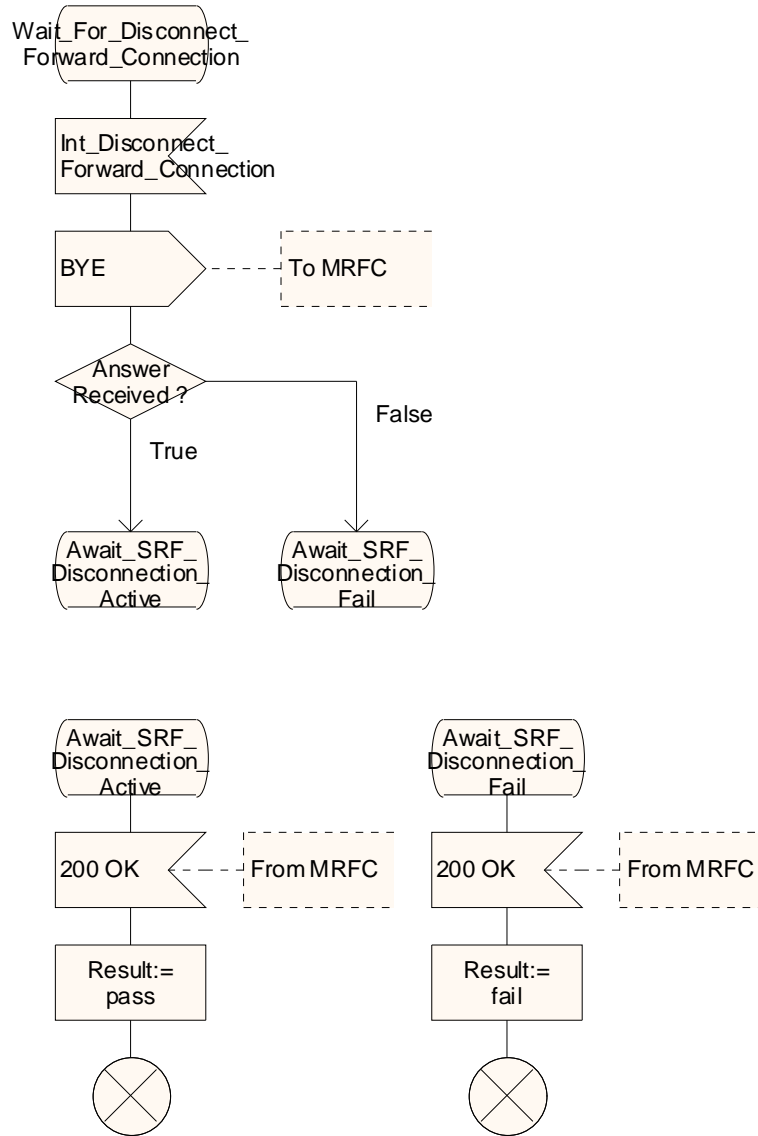 Wait_For_Disconnect_
Forward_Connection
Int_Disconnect_
Forward_Connection
BYE
To MRFC
Answer
Received ?
False
True
Await_SRF_
Disconnection_
Active
Await_SRF_
Disconnection_
Fail
Await_SRF_
Disconnection_
Active
Await_SRF_
Disconnection_
Fail
200 OK
From MRFC
200 OK
From MRFC
Result:=
pass
Result:=
fail